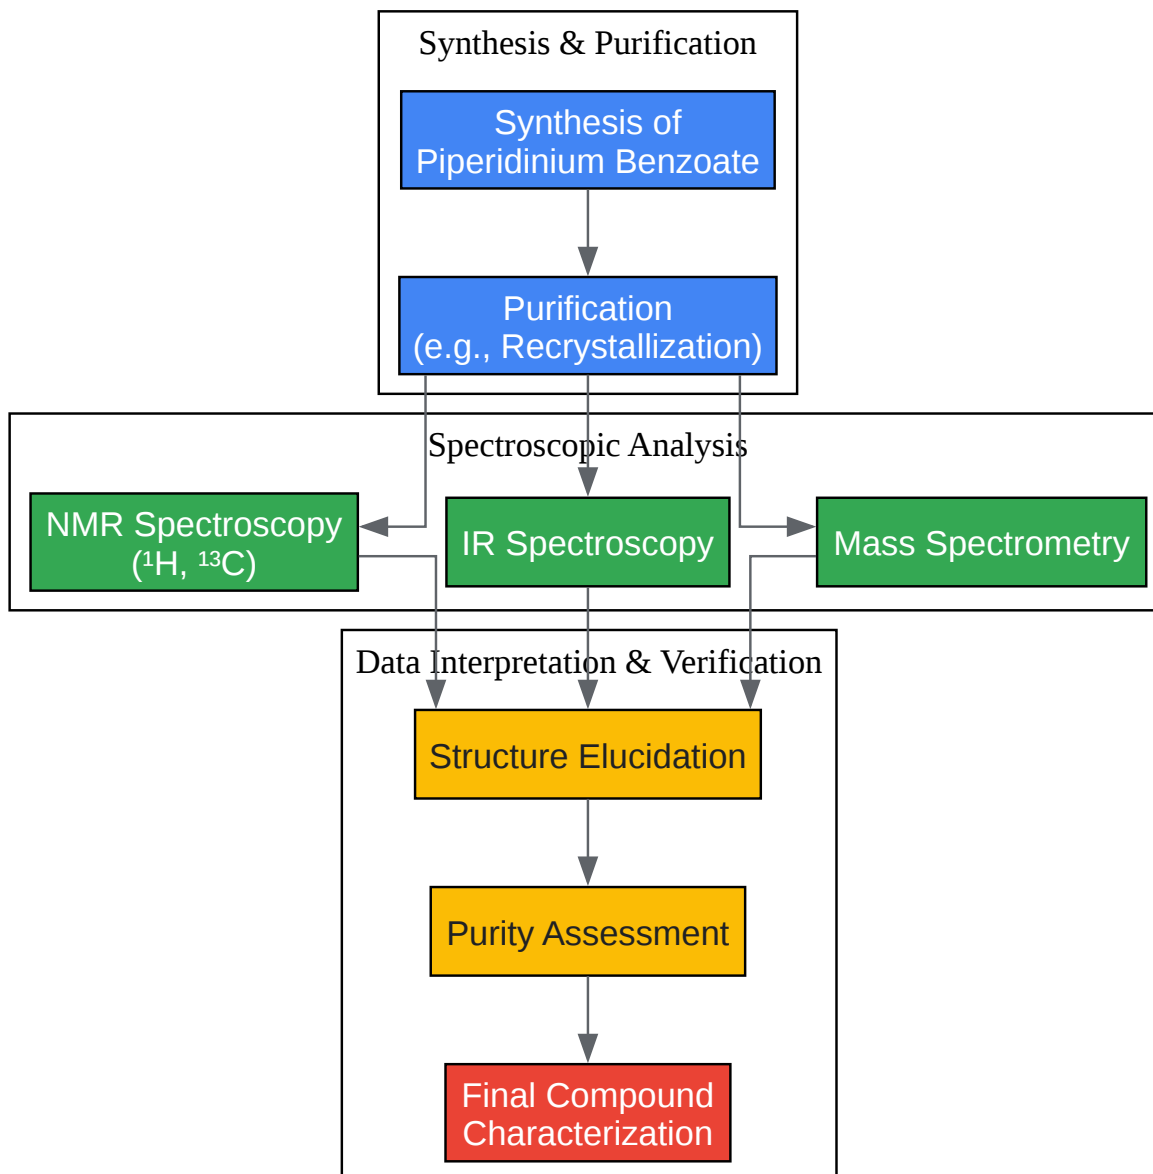 Synthesis & Purification
Synthesis of
Piperidinium Benzoate
Purification
(e.g., Recrystallization)
Spectroscopic Analysis
NMR Spectroscopy
(¹H, ¹³C)
IR Spectroscopy
Mass Spectrometry
Data Interpretation & Verification
Structure Elucidation
Purity Assessment
Final Compound
Characterization